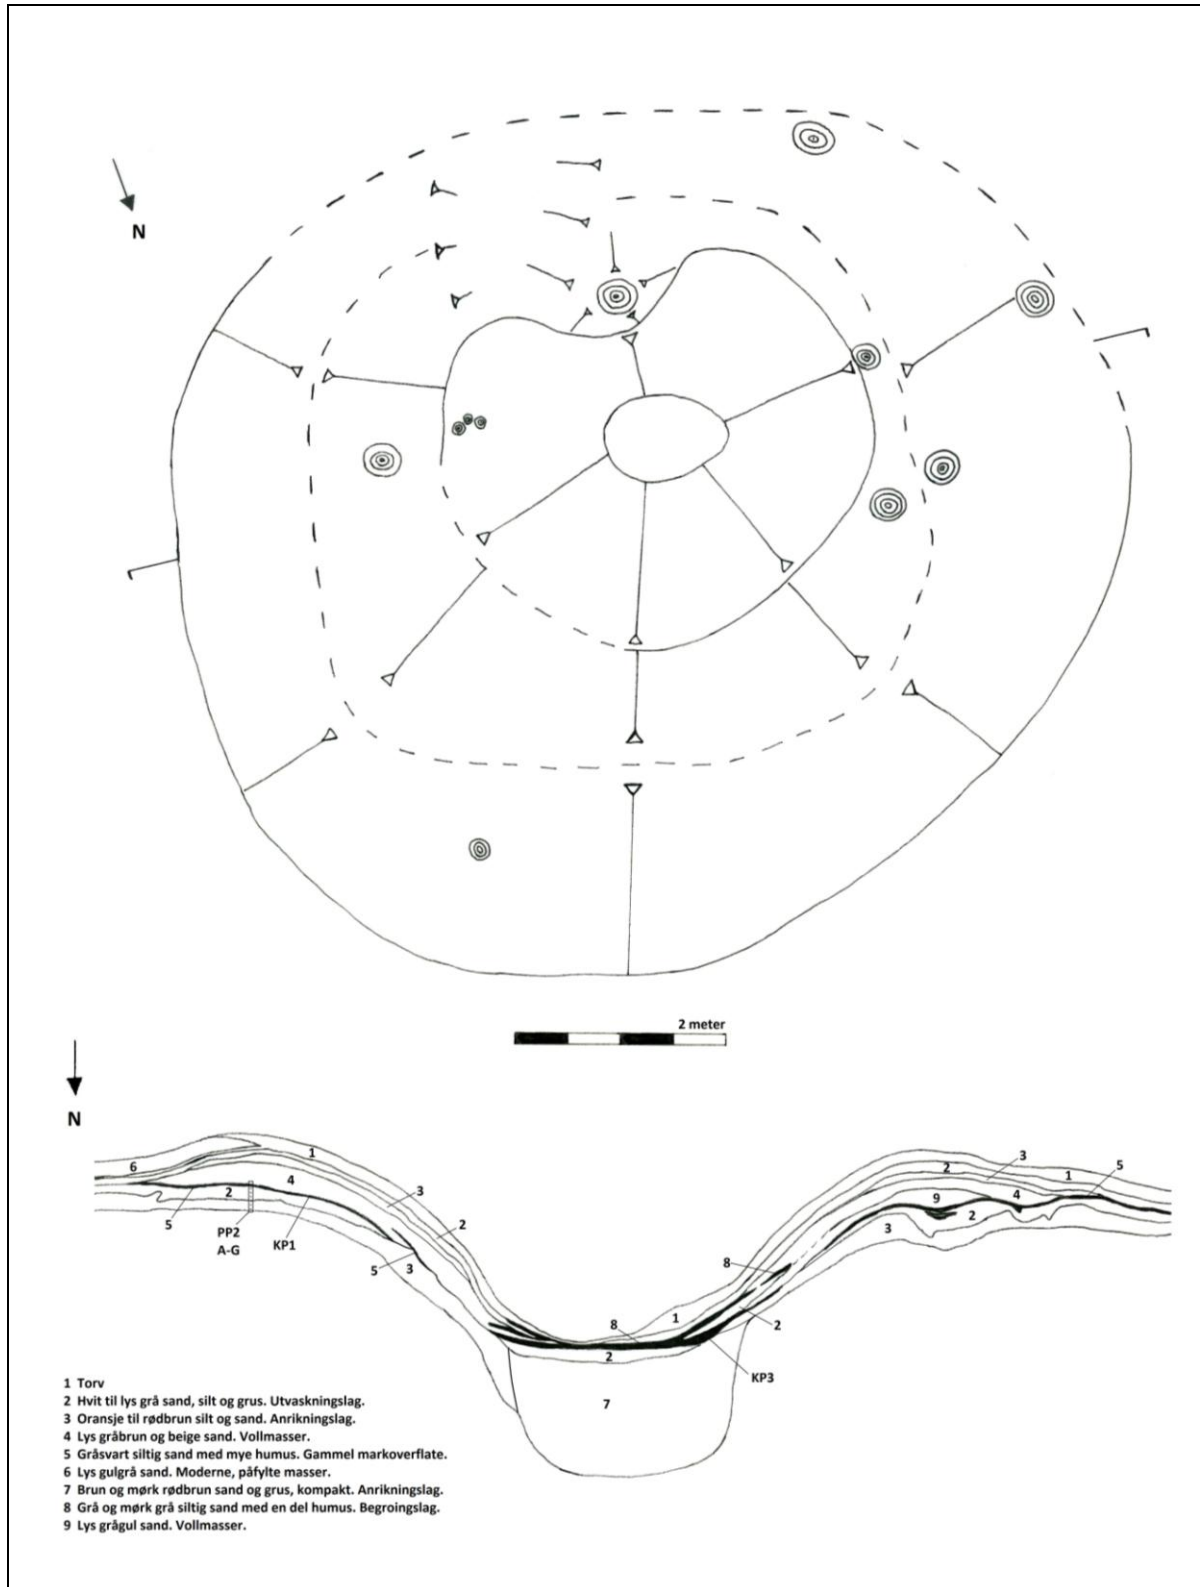 N
2 meter
N
6
1
4
3
2
2
5
PP2
A-G
KP1
5
3
3
2
1
5
9
4
2
3
8
1
8
2
2
KP3
7
1 Torv
2 Hvit til lys grå sand, silt og grus. Utvaskningslag.
3 Oransje til rødbrun silt og sand. Anrikningslag.
4 Lys gråbrun og beige sand. Vollmasser.
5 Gråsvart siltig sand med mye humus. Gammel markoverflate.
6 Lys gulgrå sand. Moderne, påfylte masser.
7 Brun og mørk rødbrun sand og grus, kompakt. Anrikningslag.
8 Grå og mørk grå siltig sand med en del humus. Begroingslag.
9 Lys grågul sand. Vollmasser.